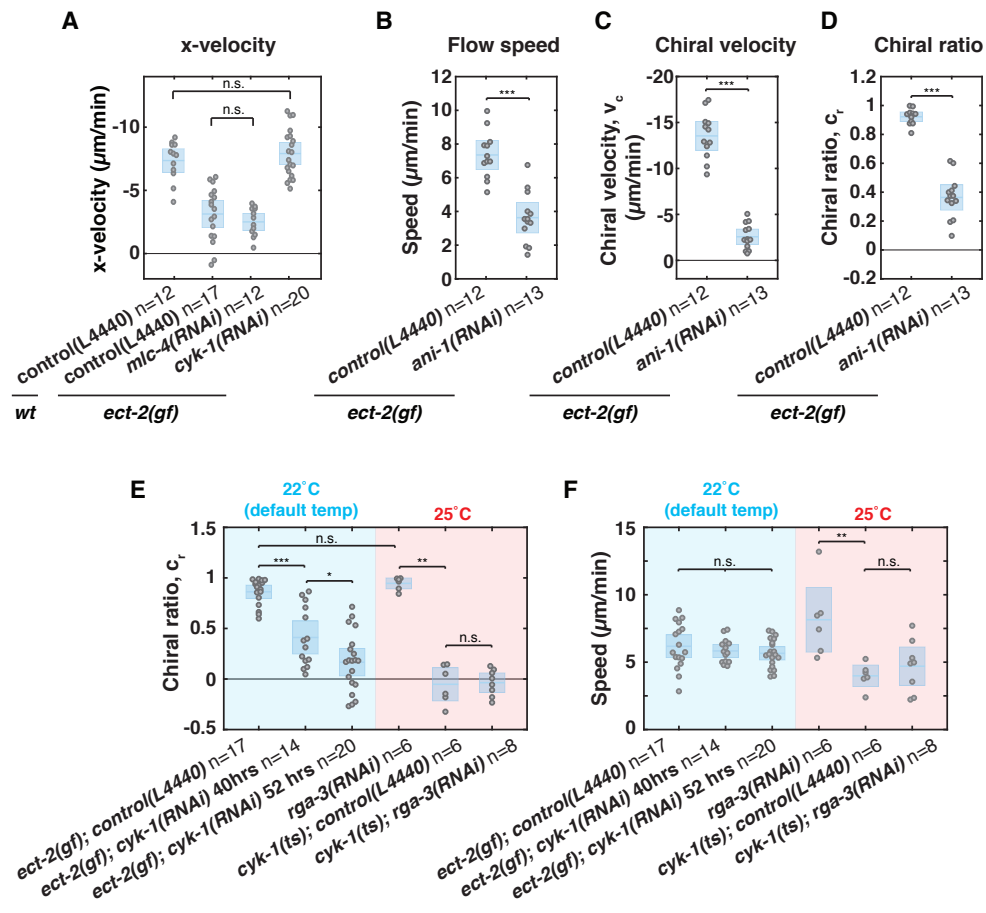 A
x-velocity
n.s.
n.s.
x-velocity (µm/min)
-10
-5
0
control(L4440) n=12
control(L4440) n=17
mlc-4(RNAi) n=12
cyk-1(RNAi) n=20
wt
ect-2(gf)
B
Flow speed
***
Speed (µm/min)
12
10
8
6
4
2
0
control(L4440) n=12
ani-1(RNAi) n=13
ect-2(gf)
C
Chiral velocity
***
Chiral velocity, vc
(µm/min)
-20
-15
-10
-5
0
control(L4440) n=12
ani-1(RNAi) n=13
ect-2(gf)
D
Chiral ratio
***
Chiral ratio, cr
1.2
1
0.8
0.6
0.4
0.2
0
-0.2
control(L4440) n=12
ani-1(RNAi) n=13
ect-2(gf)
E
22°C
(default temp)
25°C
n.s.
***
*
**
n.s.
Chiral ratio, cr
1.5
1
0.5
0
-0.5
ect-2(gf); control(L4440) n=17
ect-2(gf); cyk-1(RNAi) 40hrs n=14
ect-2(gf); cyk-1(RNAi) 52 hrs n=20
rga-3(RNAi) n=6
cyk-1(ts); control(L4440) n=6
cyk-1(ts); rga-3(RNAi) n=8
F
22°C
(default temp)
25°C
n.s.
**
n.s.
Speed (µm/min)
15
10
5
0
ect-2(gf); control(L4440) n=17
ect-2(gf); cyk-1(RNAi) 40hrs n=14
ect-2(gf); cyk-1(RNAi) 52 hrs n=20
rga-3(RNAi) n=6
cyk-1(ts); control(L4440) n=6
cyk-1(ts); rga-3(RNAi) n=8